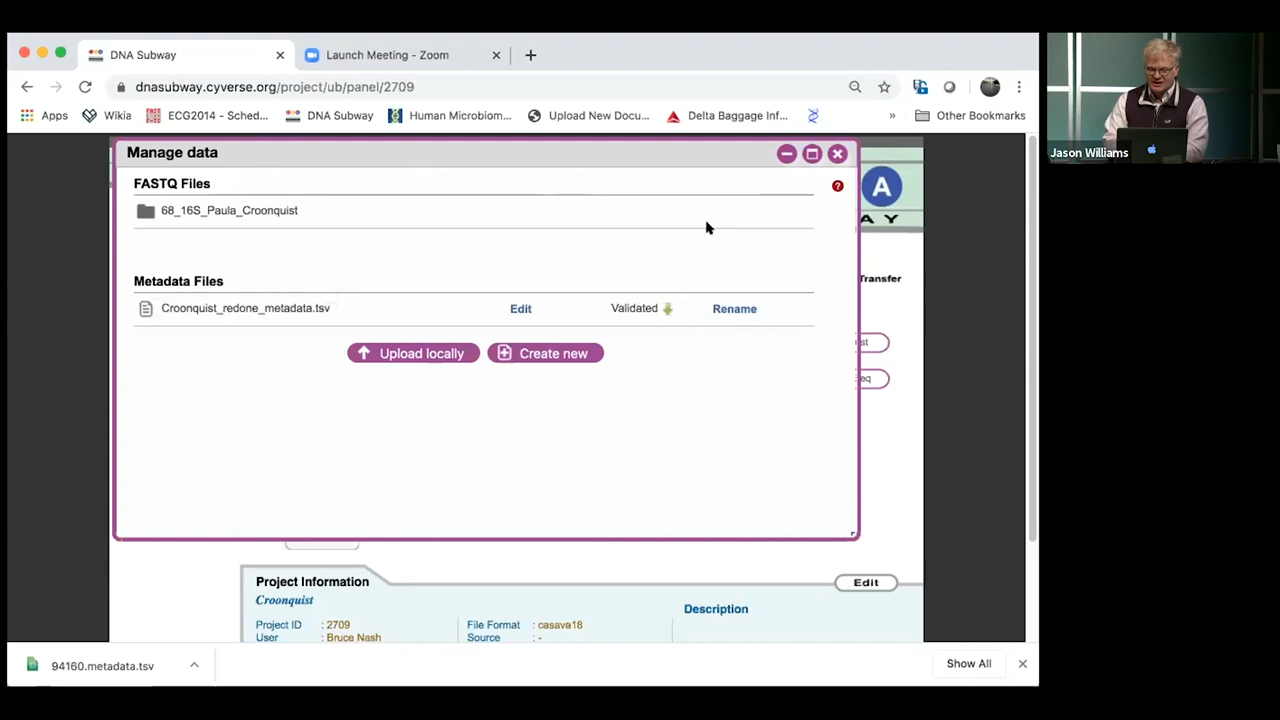 DNA Subway
Launch Meeting - Zoom
dnasubway.cyverse.org/project/ub/panel/2709
Apps
Wikia
ECG2014 - Sched...
DNA Subway
Human Microbiom...
Upload New Docu...
Delta Baggage Inf...
»
Other Bookmarks
Manage data
FASTQ Files
?
68_16S_Paula_Croonquist
A
A Y
Metadata Files
Transfer
Croonquist_redone_metadata.tsv
Edit
Validated
Rename
st
Upload locally
Create new
eq
Project Information
Edit
Croonquist
Description
Project ID : 2709
File Format : casava18
User : Bruce Nash
Source : -
94160.metadata.tsv
Show All
Jason Williams